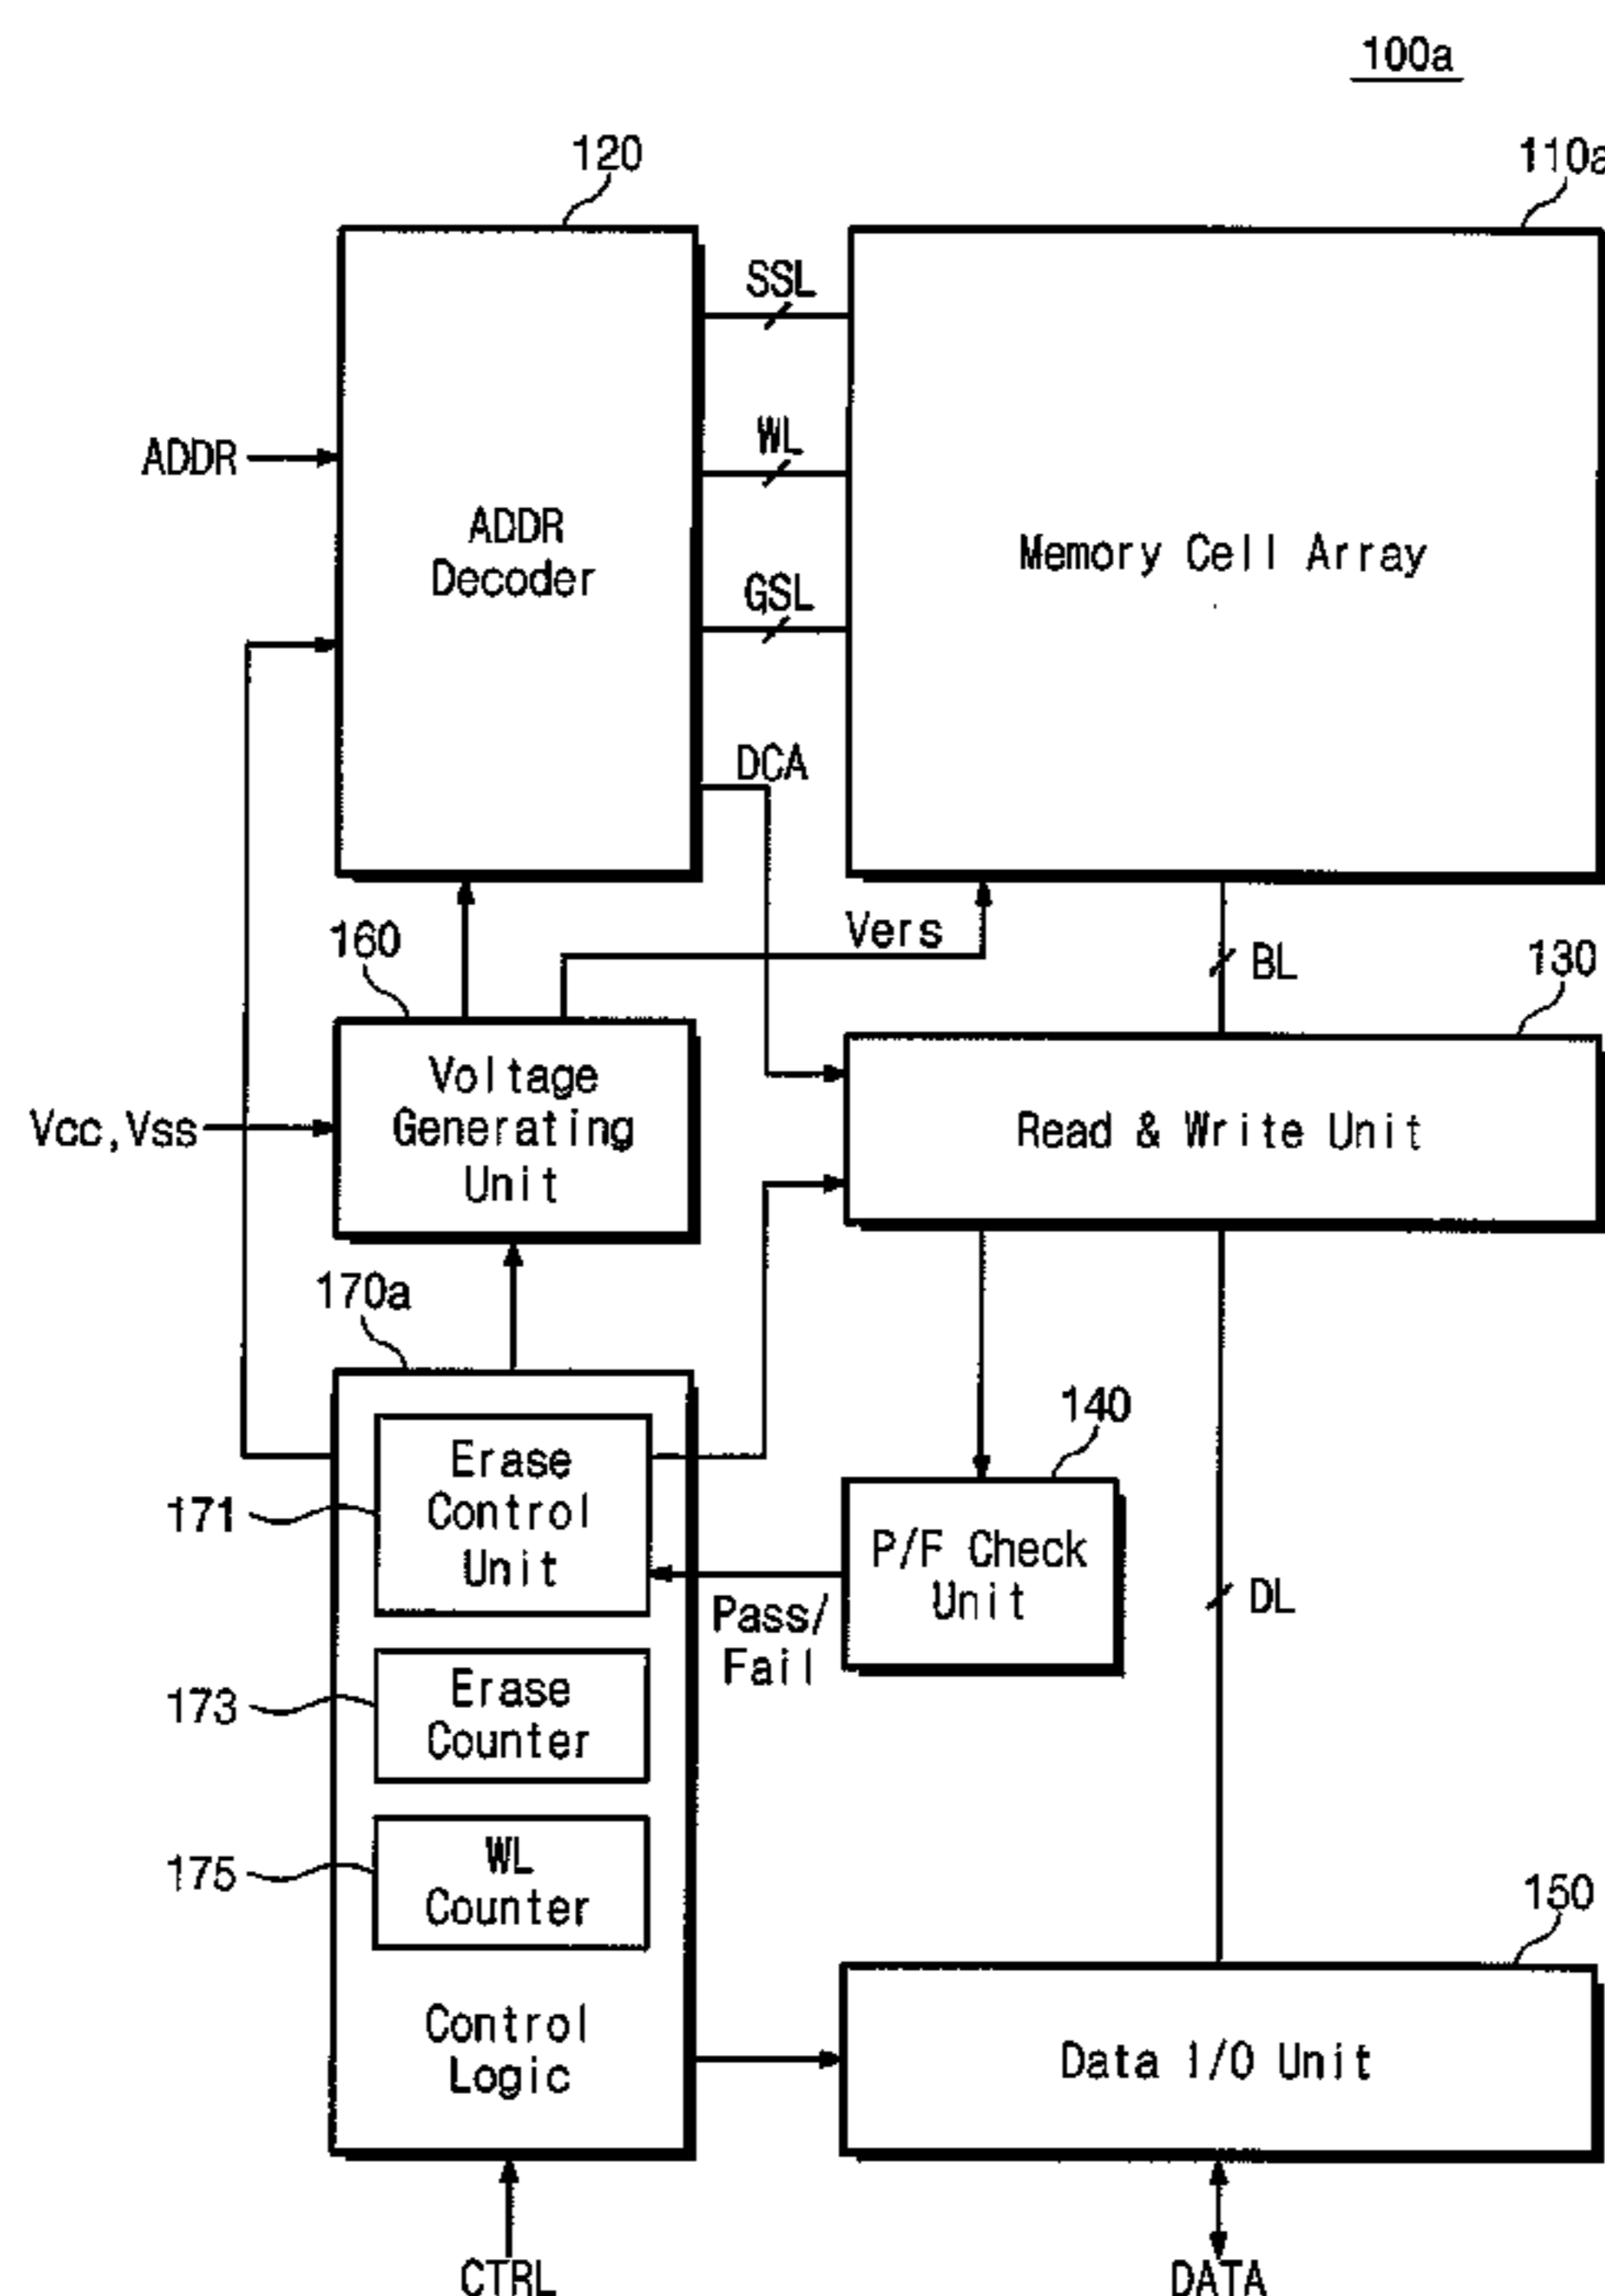 100a
120
110a
SSL
ADDR
WL
ADDR
Decoder
Memory Cell Array
GSL
DCA
160
Vers
BL
130
Vcc,Vss
Voltage
Generating
Unit
Read & Write Unit
170a
140
171
Erase
Control
Unit
P/F Check
Unit
DL
Pass/
Fail
173
Erase
Counter
175
WL
Counter
150
Control
Logic
Data I/O Unit
CTRL
DATA